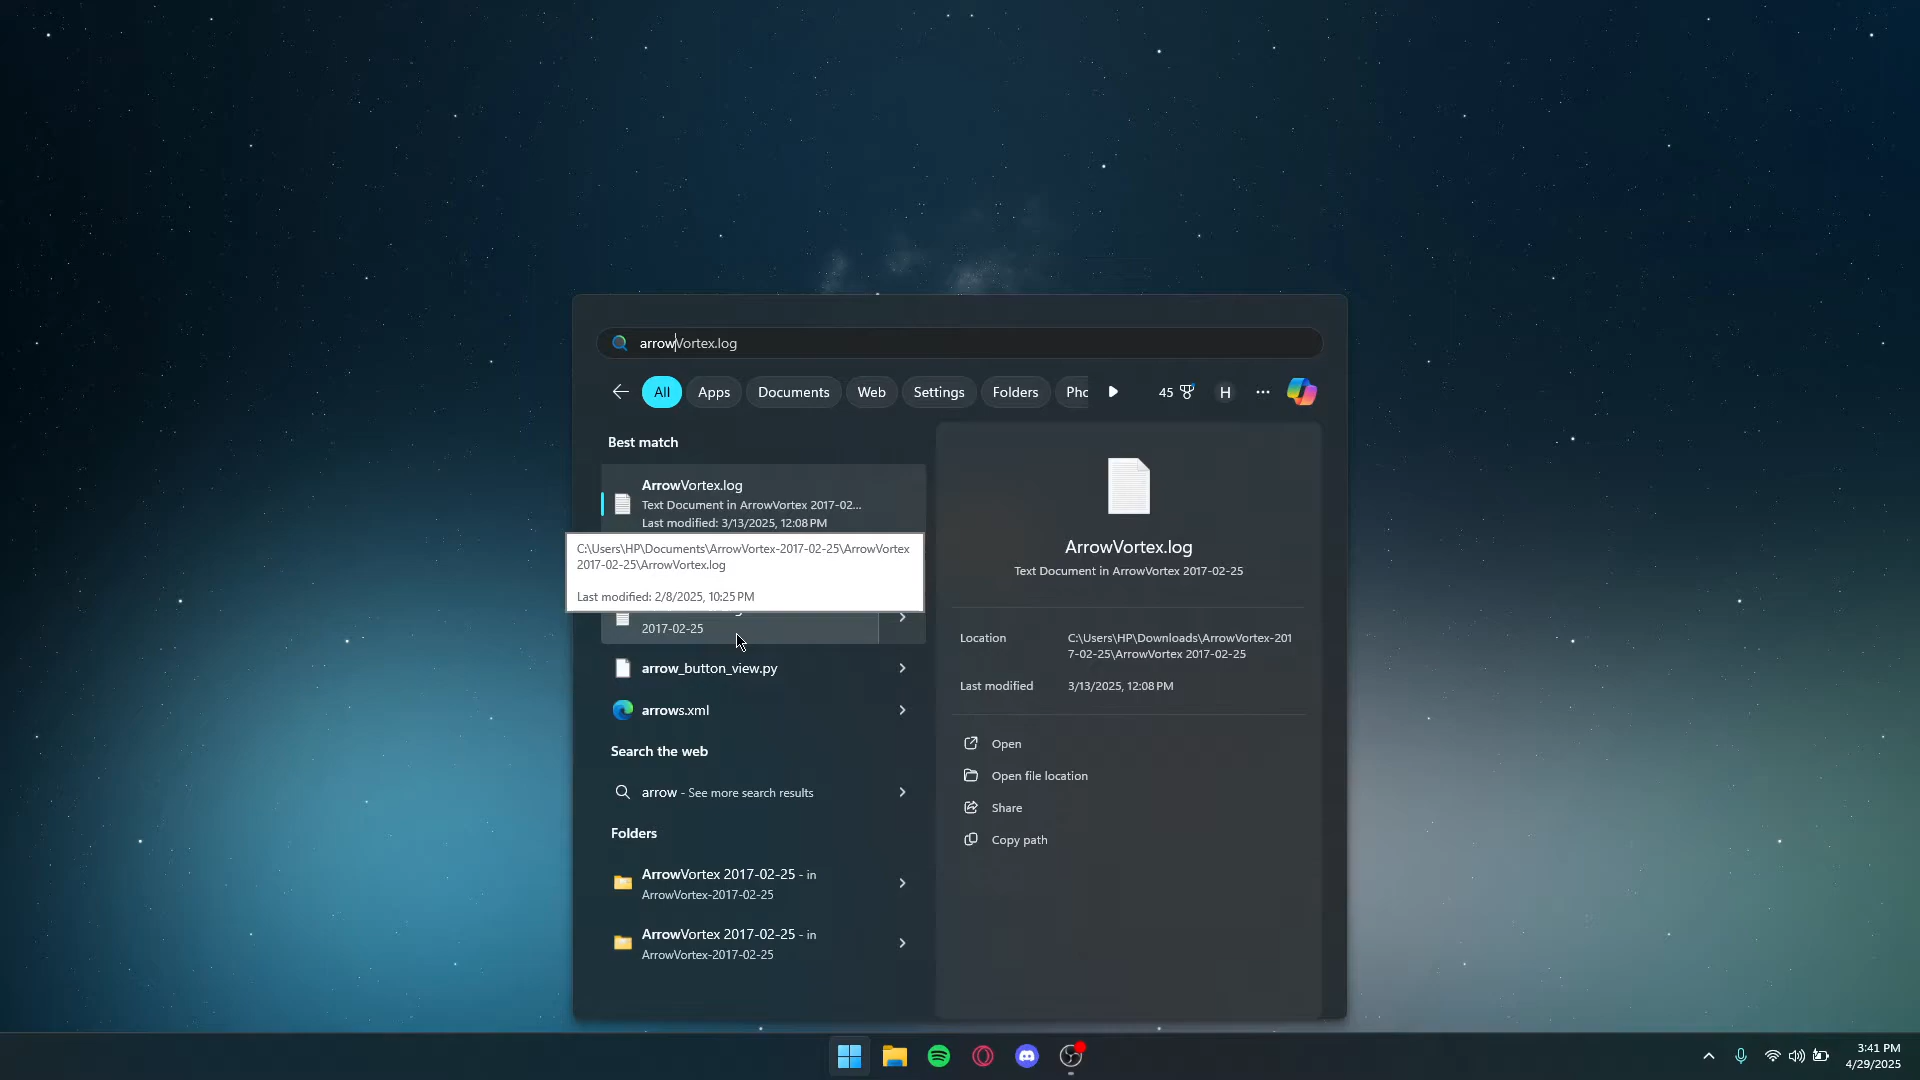 arrowVortex.log
All
Apps
Documents
Web
Settings
Folders
Phc
45
H
Best match
ArrowVortex.log
Text Document in ArrowVortex 2017-02...
Last modified: 3/13/2025, 12:08 PM
C:\Users\HP\Documents\ArrowVortex-2017-02-25\ArrowVortex
2017-02-25\ArrowVortex.log
Last modified: 2/8/2025, 10:25 PM
2017-02-25
arrow_button_view.py
arrows.xml
Search the web
arrow - See more search results
Folders
ArrowVortex 2017-02-25 - in
ArrowVortex-2017-02-25
ArrowVortex 2017-02-25 - in
ArrowVortex-2017-02-25
ArrowVortex.log
Text Document in ArrowVortex 2017-02-25
Location
C:\Users\HP\Downloads\ArrowVortex-201
7-02-25\ArrowVortex 2017-02-25
Last modified
3/13/2025, 12:08 PM
Open
Open file location
Share
Copy path
3:41 PM
4/29/2025